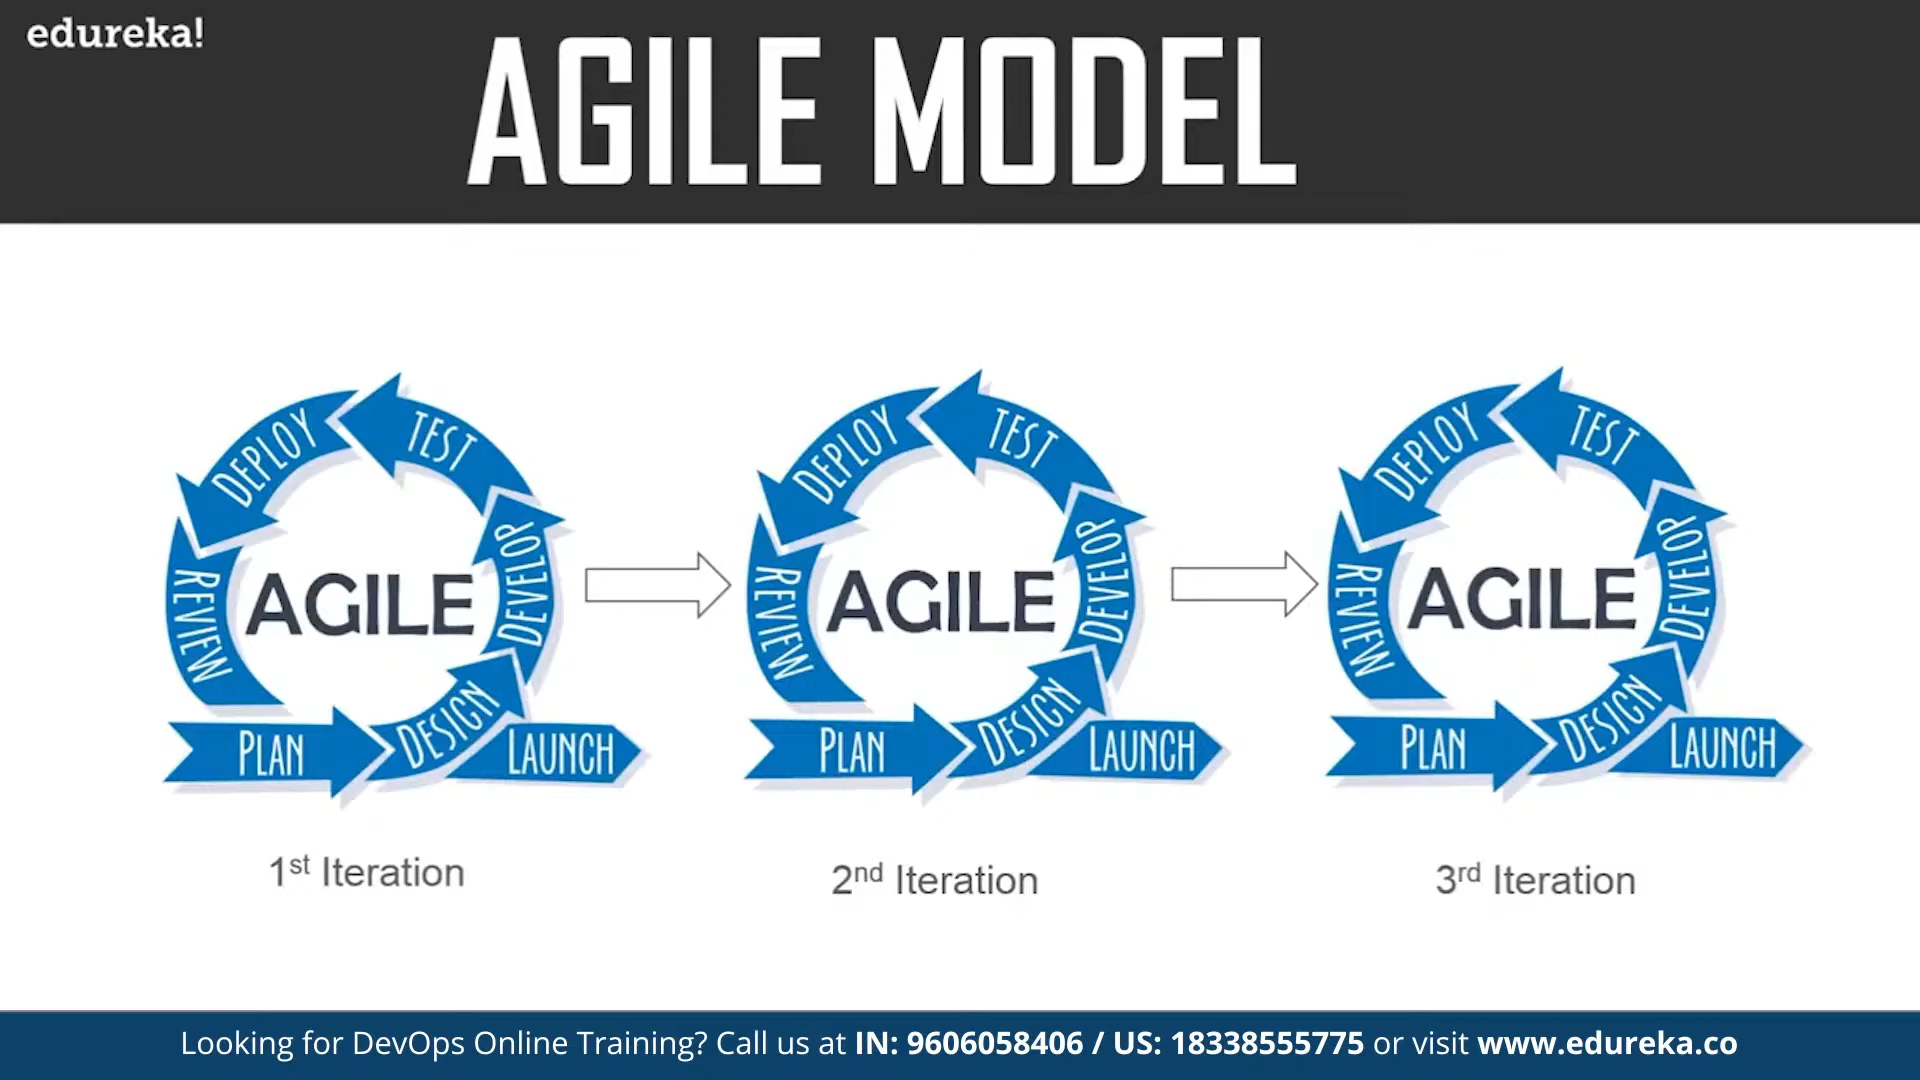 edureka!
AGILE MODEL
DEPLOY
TEST
REVIEW
AGILE
DEVELOP
PLAN
DESIGN
LAUNCH
1st Iteration
DEPLOY
TEST
REVIEW
AGILE
DEVELOP
PLAN
DESIGN
LAUNCH
2nd Iteration
DEPLOY
TEST
REVIEW
AGILE
DEVELOP
PLAN
DESIGN
LAUNCH
3rd Iteration
Looking for DevOps Online Training? Call us at IN: 9606058406 / US: 18338555775 or visit www.edureka.co